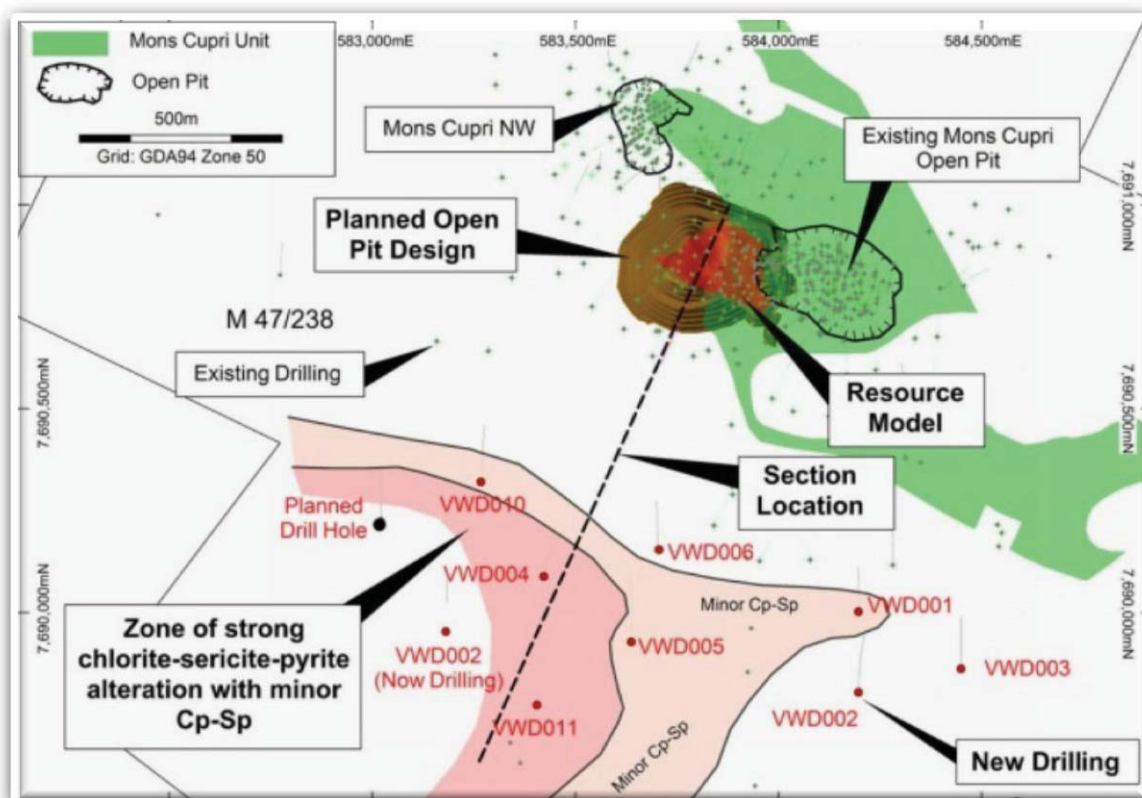 583,000mE
583,500mE
584,000mE
584,500mE
Mons Cupri Unit
Open Pit
500m
Grid: GDA94 Zone 50
Mons Cupri NW
Existing Mons Cupri
Open Pit
7,691,000mN
Planned Open
Pit Design
M 47/238
Existing Drilling
Resource
Model
7,690,500mN
7,690,500mN
Section
Location
Planned
Drill Hole
VWD010
VWD006
VWD004
Minor Cp-Sp
VWD001
7,690,000mN
7,690,000mN
Zone of strong
chlorite-sericite-pyrite
alteration with minor
Cp-Sp
VWD002
(Now Drilling)
VWD005
VWD003
VWD011
VWD002
Minor Cp-Sp
New Drilling